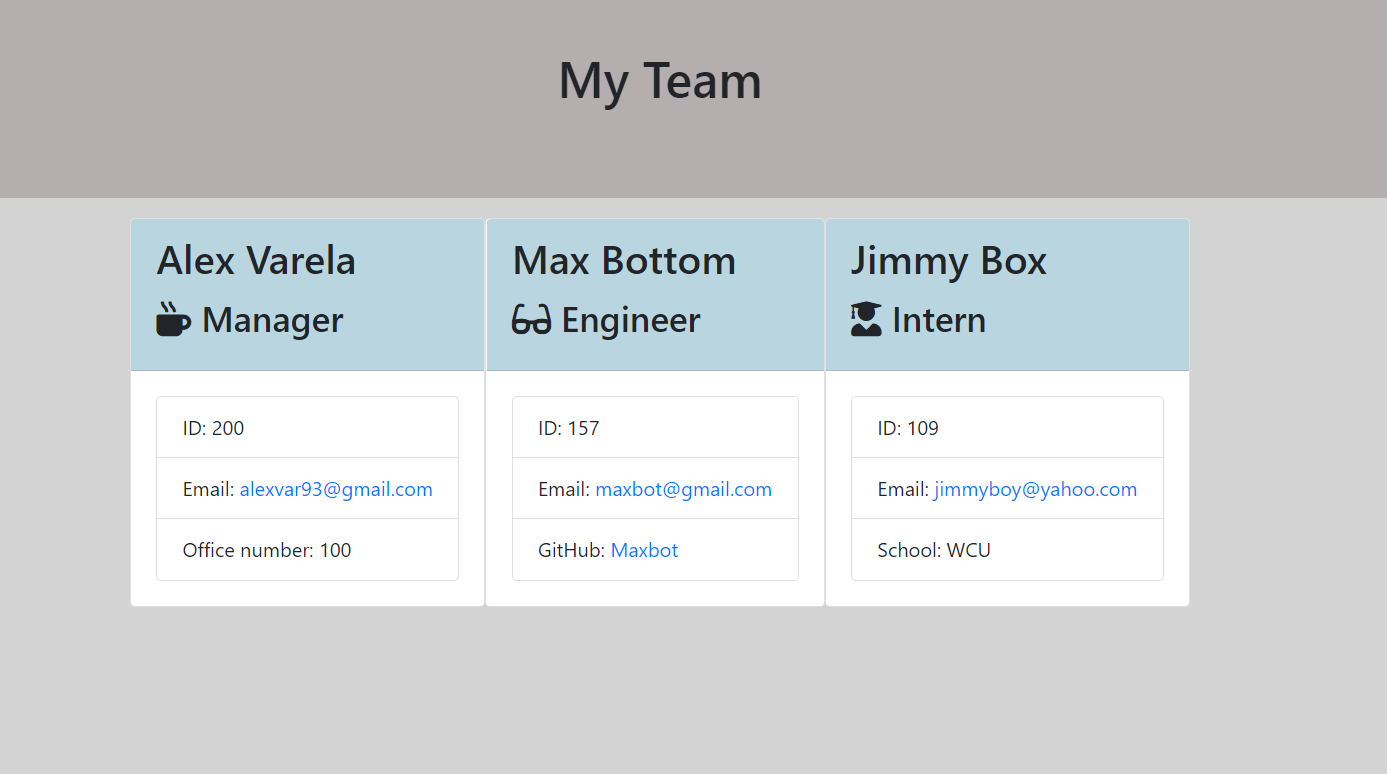 My Team
Alex Varela
Manager
ID: 200
Email: alexvar93@gmail.com
Office number: 100
Max Bottom
Engineer
ID: 157
Email: maxbot@gmail.com
GitHub: Maxbot
Jimmy Box
Intern
ID: 109
Email: jimmyboy@yahoo.com
School: WCU